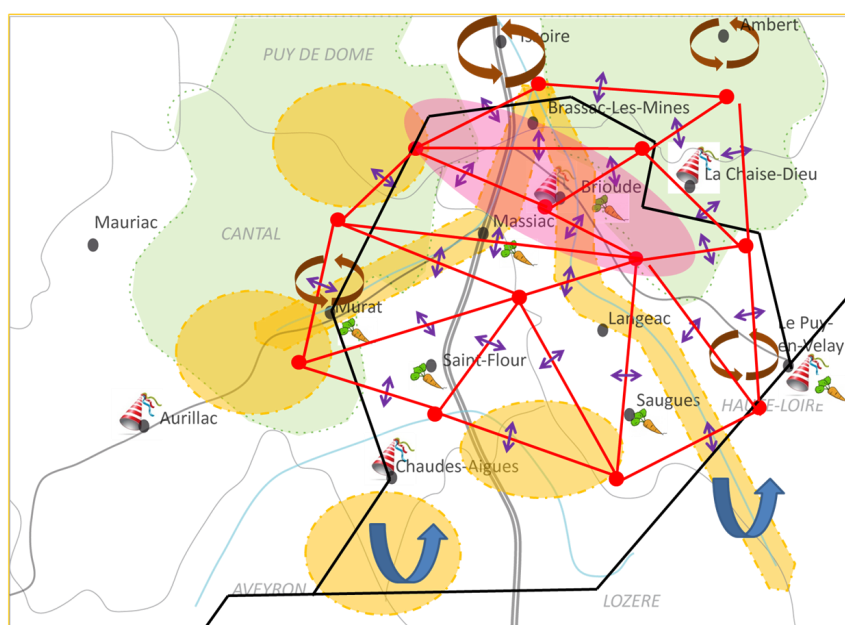 Issoire
Ambert
PUY DE DOME
Brassac-Les-Mines
La Chaise-Dieu
Brioude
Mauriac
CANTAL
Massiac
Murat
Langeac
Le Puy-
en-Velay
Saint-Flour
HAUTE-LOIRE
Saugues
Aurillac
Chaudes-Aigues
AVEYRON
LOZERE